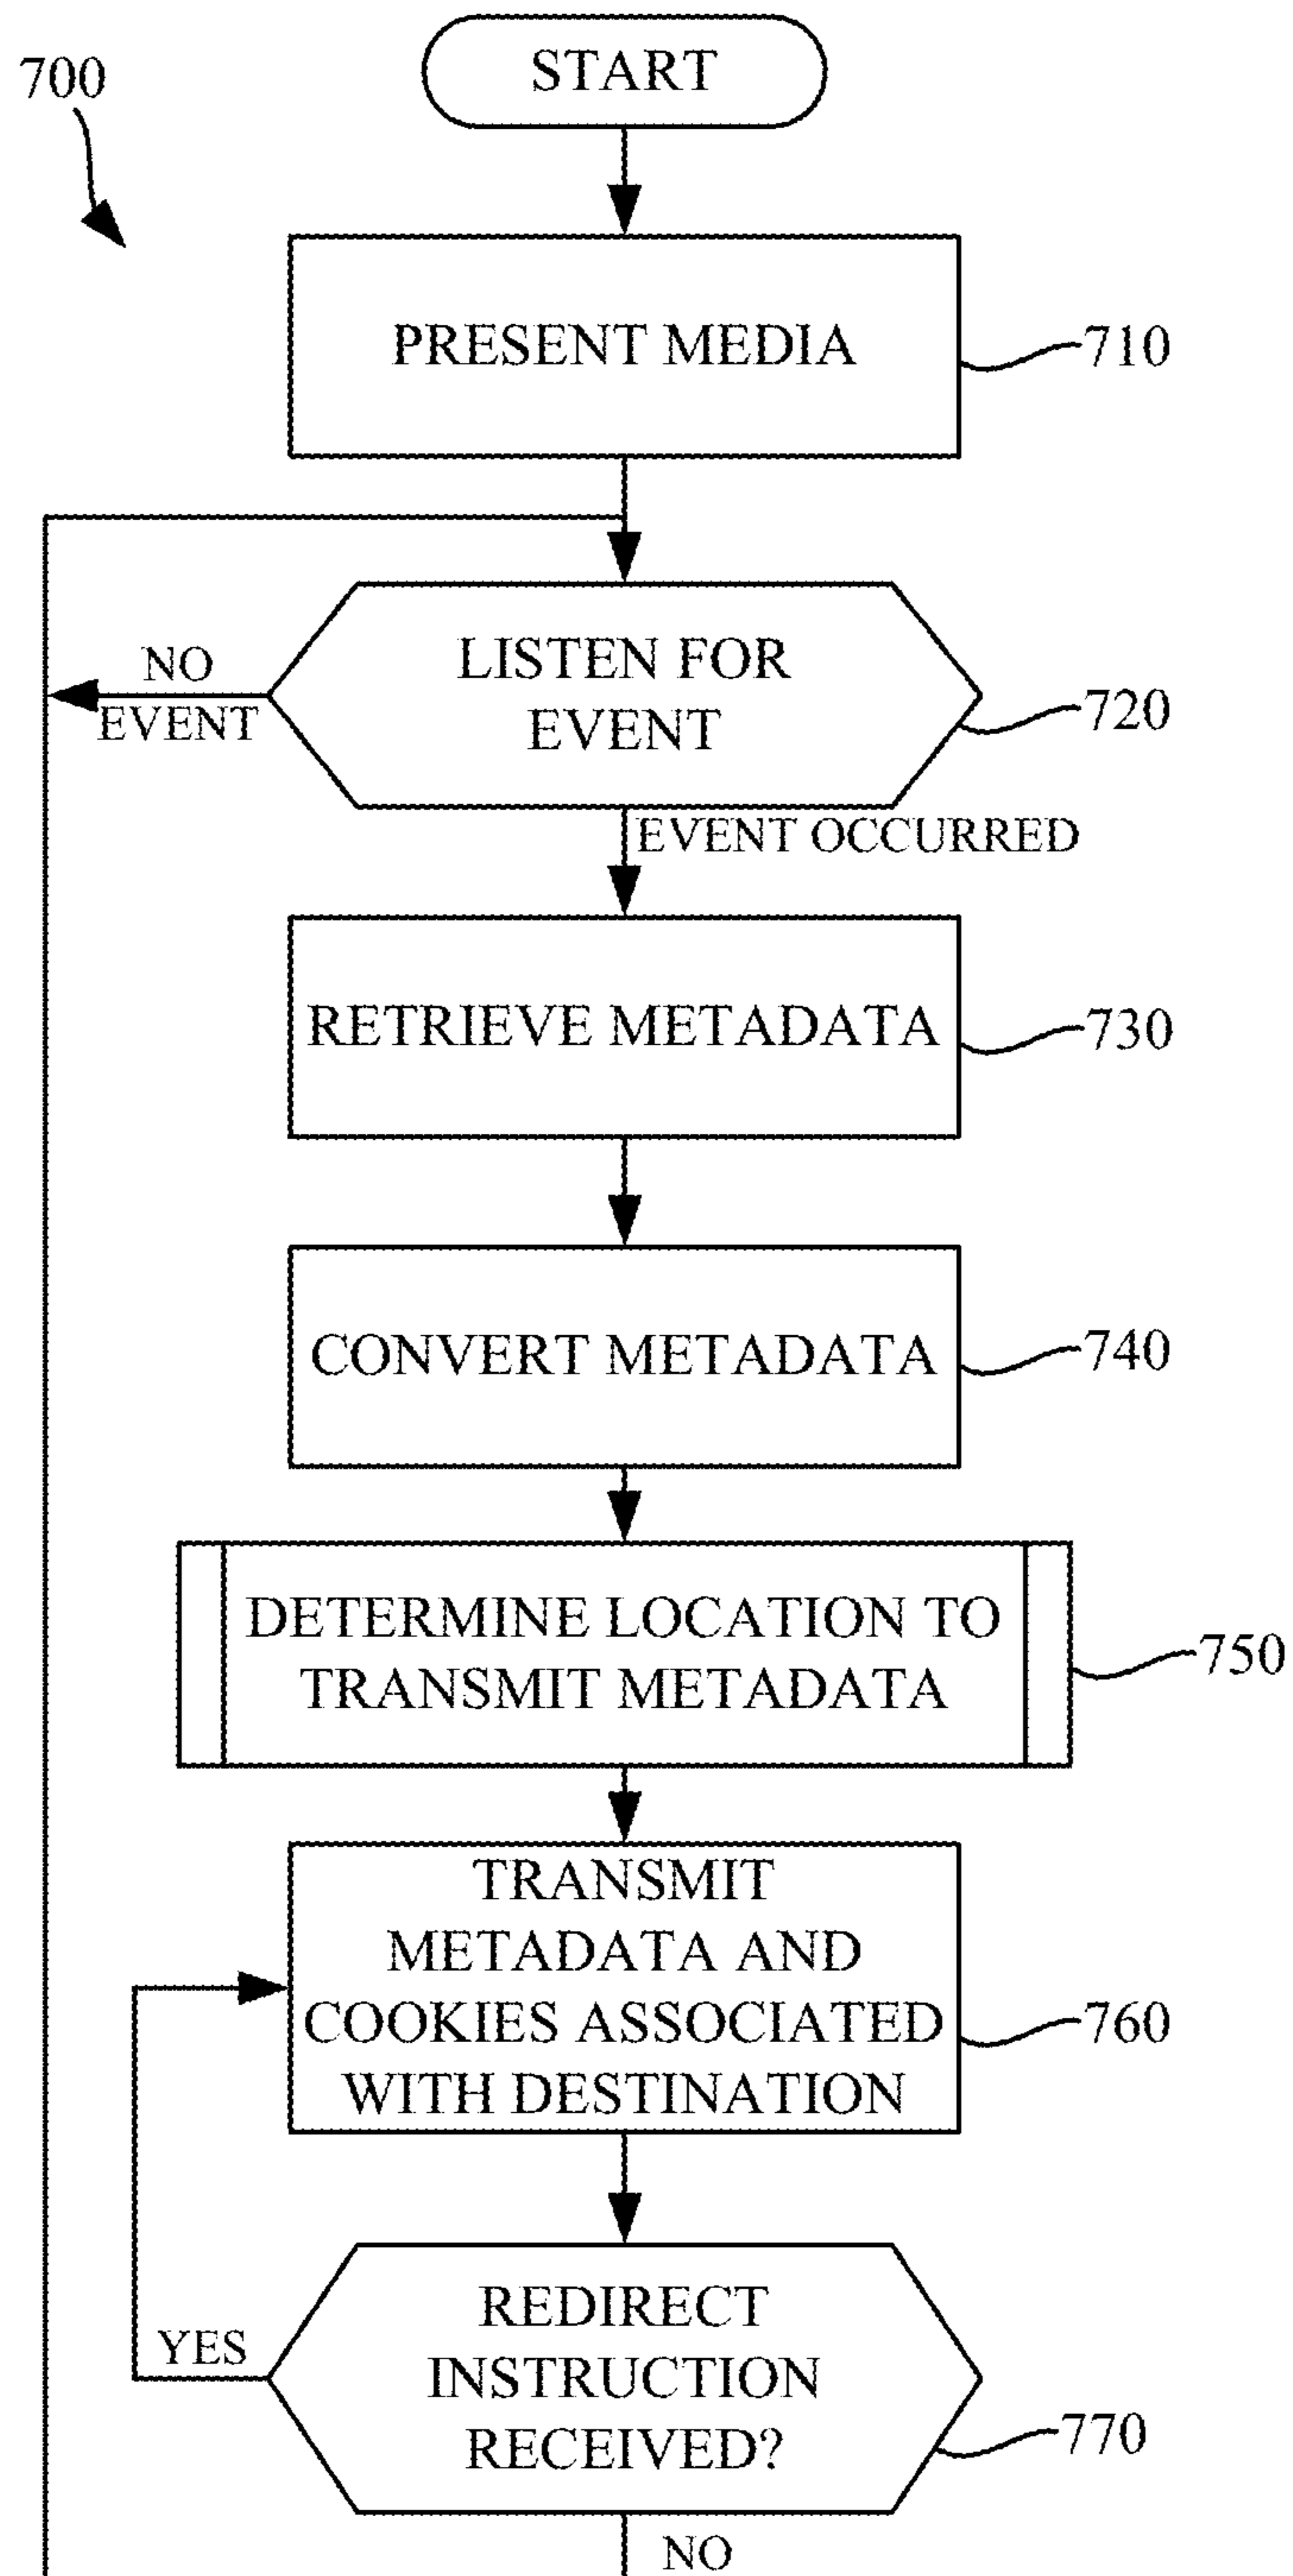 700
START
PRESENT MEDIA
710
LISTEN FOR
EVENT
720
NO
EVENT
EVENT OCCURRED
RETRIEVE METADATA
730
CONVERT METADATA
740
DETERMINE LOCATION TO
TRANSMIT METADATA
750
TRANSMIT
METADATA AND
COOKIES ASSOCIATED
WITH DESTINATION
760
REDIRECT
INSTRUCTION
RECEIVED?
770
YES
NO